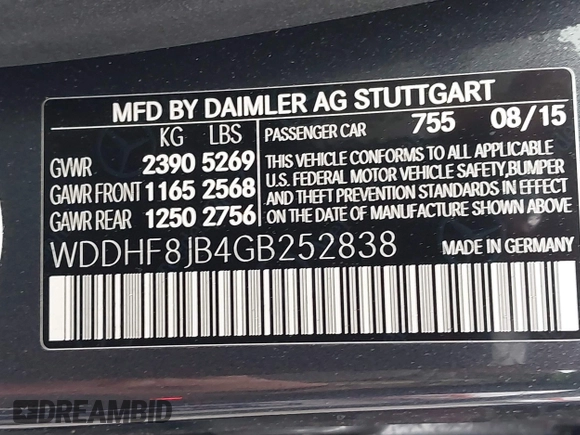 MFD BY DAIMLER AG STUTTGART
KG LBS
PASSENGER CAR 755 08/15
GVWR 2390 5269
GAWR FRONT 1165 2568
GAWR REAR 1250 2756
THIS VEHICLE CONFORMS TO ALL APPLICABLE
U.S. FEDERAL MOTOR VEHICLE SAFETY,BUMPER
AND THEFT PREVENTION STANDARDS IN EFFECT
ON THE DATE OF MANUFACTURE SHOWN ABOVE.
WDDHF8JB4GB252838
MADE IN GERMANY
DREAMBID